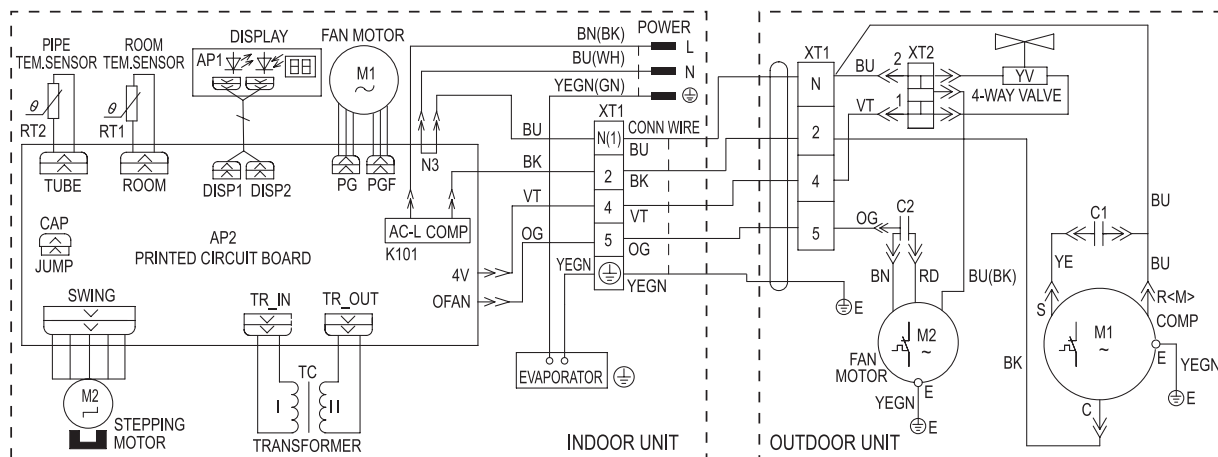 PIPE
TEM.SENSOR
θ
RT2
ROOM
TEM.SENSOR
θ
RT1
DISPLAY
AP1
FAN MOTOR
M1
~
POWER
BN(BK)
L
BU(WH)
N
YEGN(GN)
TUBE
ROOM
DISP1
DISP2
PG
PGF
N3
CAP
JUMP
AP2
PRINTED CIRCUIT BOARD
AC-L COMP
K101
4V
OFAN
SWING
TR_IN
TR_OUT
M2
STEPPING
MOTOR
TC
I
II
TRANSFORMER
EVAPORATOR
BU
BK
VT
OG
YEGN
XT1
N(1)
2
4
5
CONN WIRE
BU
BK
VT
OG
YEGN
INDOOR UNIT
XT1
N
2
4
5
BU
2
VT
1
XT2
YV
4-WAY VALVE
OG
C2
BN
RD
BU(BK)
E
M2
~
FAN
MOTOR
E
YEGN
E
BK
C1
YE
BU
BU
S
R<M>
COMP
M1
~
E
YEGN
E
C
OUTDOOR UNIT